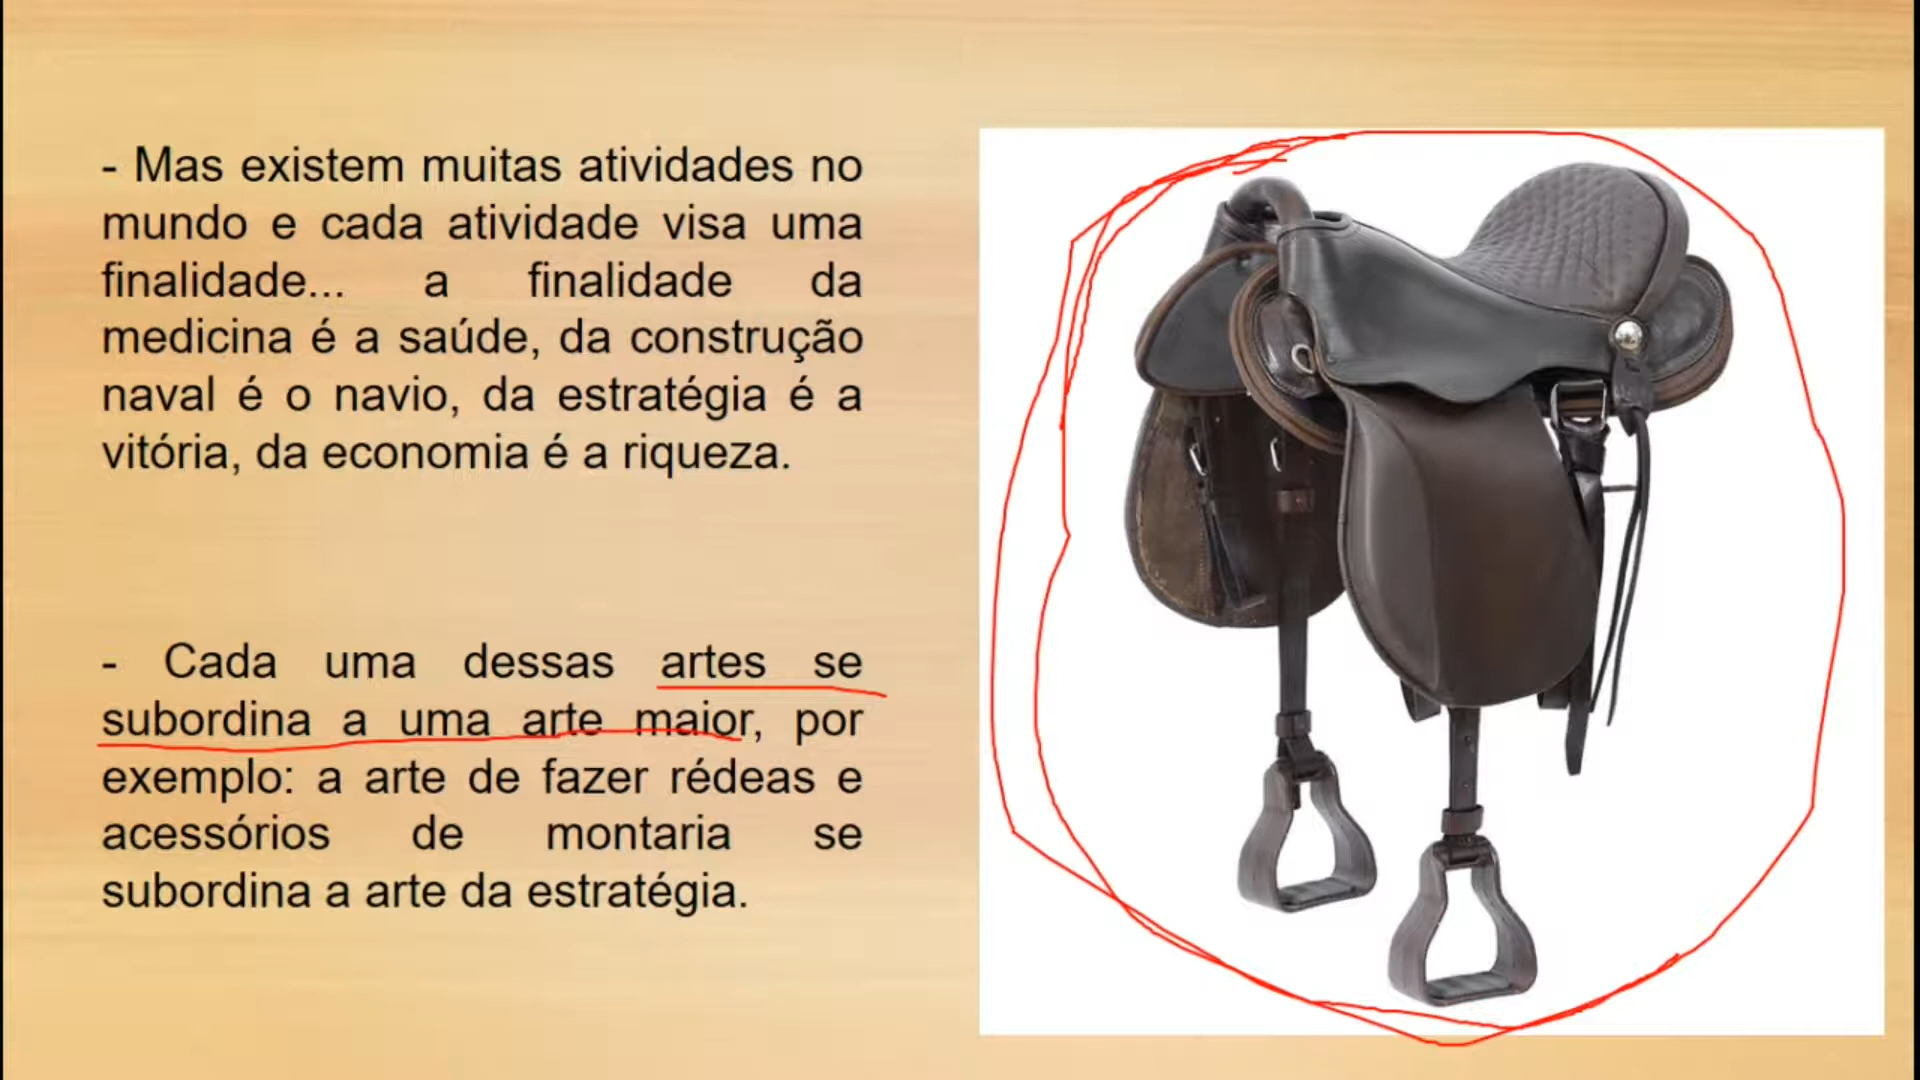 - Mas existem muitas atividades no
mundo e cada atividade visa uma
finalidade... a finalidade da
medicina é a saúde, da construção
naval é o navio, da estratégia é a
vitória, da economia é a riqueza.
- Cada uma dessas artes se
subordina a uma arte maior, por
exemplo: a arte de fazer rédeas e
acessórios de montaria se
subordina a arte da estratégia.